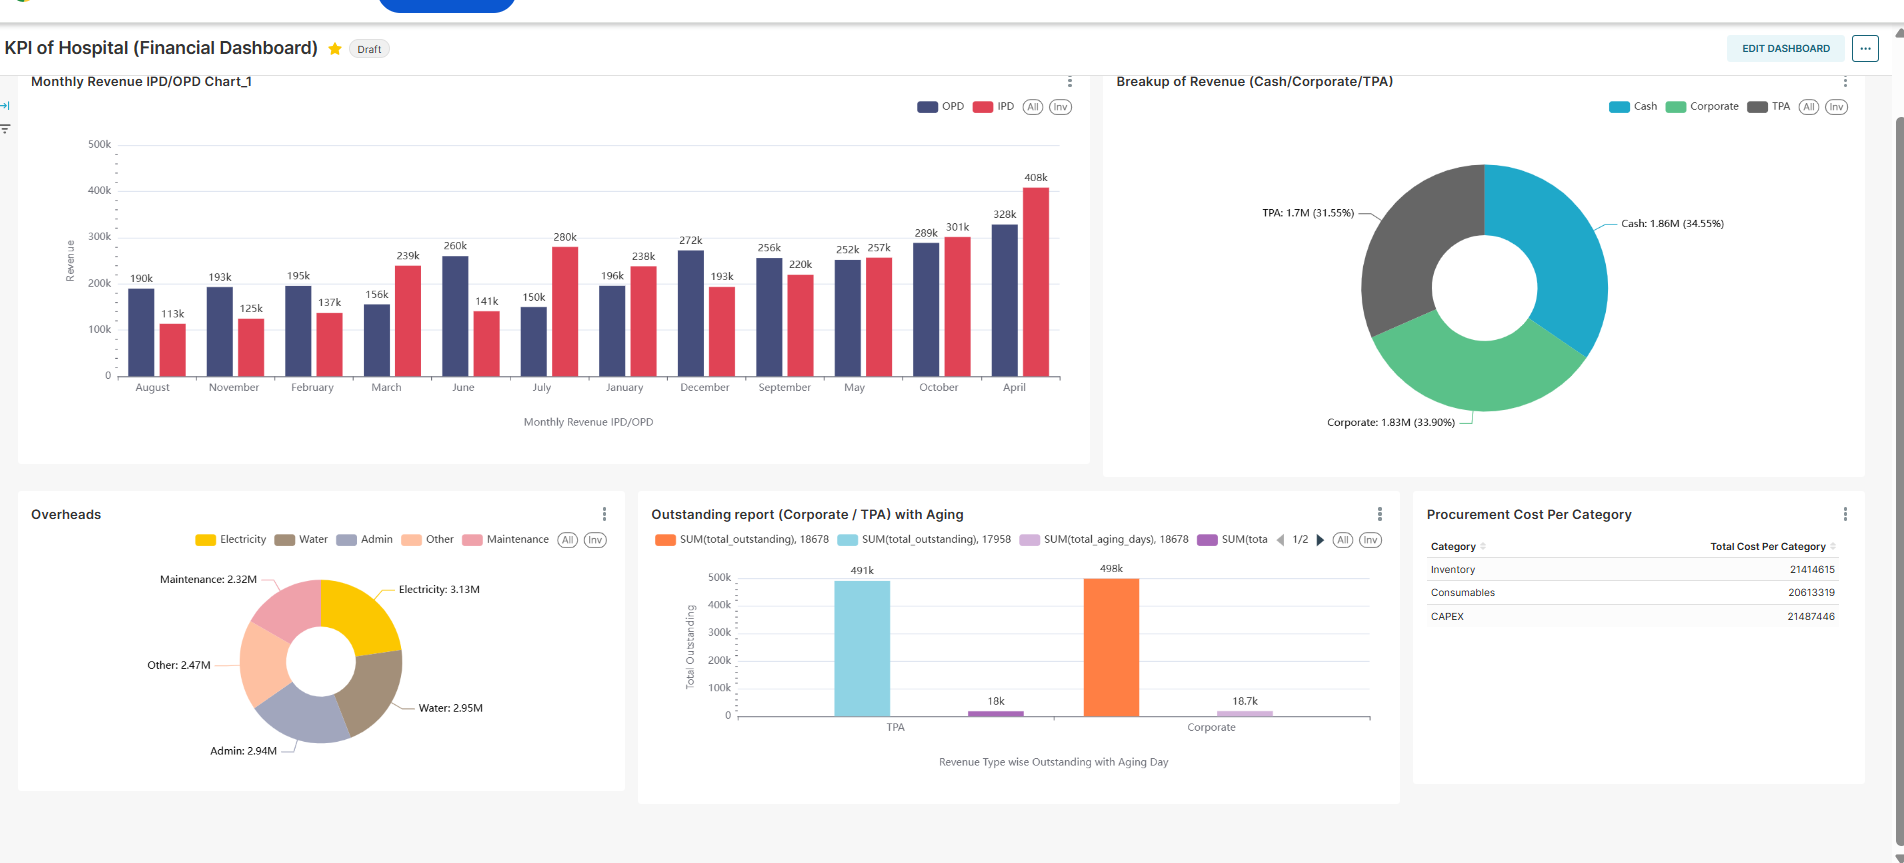 KPI of Hospital (Financial Dashboard) Draft EDIT DASHBOARD ...
Monthly Revenue IPD/OPD Chart_1
OPD IPD All Inv
500k
400k
300k
200k
100k
0
Revenue
190k 113k 193k 125k 195k 137k 156k 239k 260k 141k 150k 280k 196k 238k 272k 193k 256k 220k 252k 257k 289k 301k 328k 408k
August November February March June July January December September May October April
Monthly Revenue IPD/OPD
Breakup of Revenue (Cash/Corporate/TPA)
Cash Corporate TPA All Inv
TPA: 1.7M (31.55%)
Cash: 1.86M (34.55%)
Corporate: 1.83M (33.90%)
Overheads
Electricity Water Admin Other Maintenance All Inv
Maintenance: 2.32M
Electricity: 3.13M
Other: 2.47M
Water: 2.95M
Admin: 2.94M
Outstanding report (Corporate / TPA) with Aging
SUM(total_outstanding), 18678 SUM(total_outstanding), 17958 SUM(total_aging_days), 18678 SUM(tota 1/2 All Inv
500k
400k
300k
200k
100k
0
Total Outstanding
491k 18k 498k 18.7k
TPA Corporate
Revenue Type wise Outstanding with Aging Day
Procurement Cost Per Category
Category Total Cost Per Category
Inventory 21414615
Consumables 20613319
CAPEX 21487446